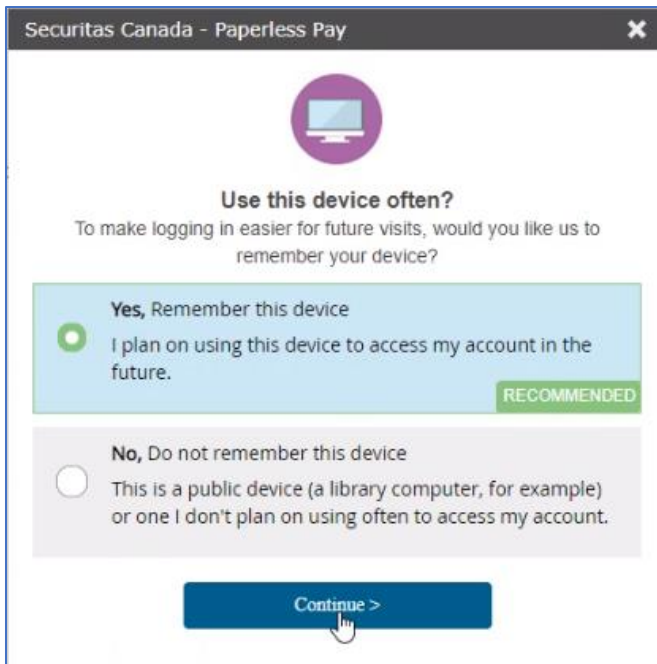 Securitas Canada - Paperless Pay
Use this device often?
To make logging in easier for future visits, would you like us to
remember your device?
Yes, Remember this device
I plan on using this device to access my account in the
future.
RECOMMENDED
No, Do not remember this device
This is a public device (a library computer, for example)
or one I don't plan on using often to access my account.
Continue >